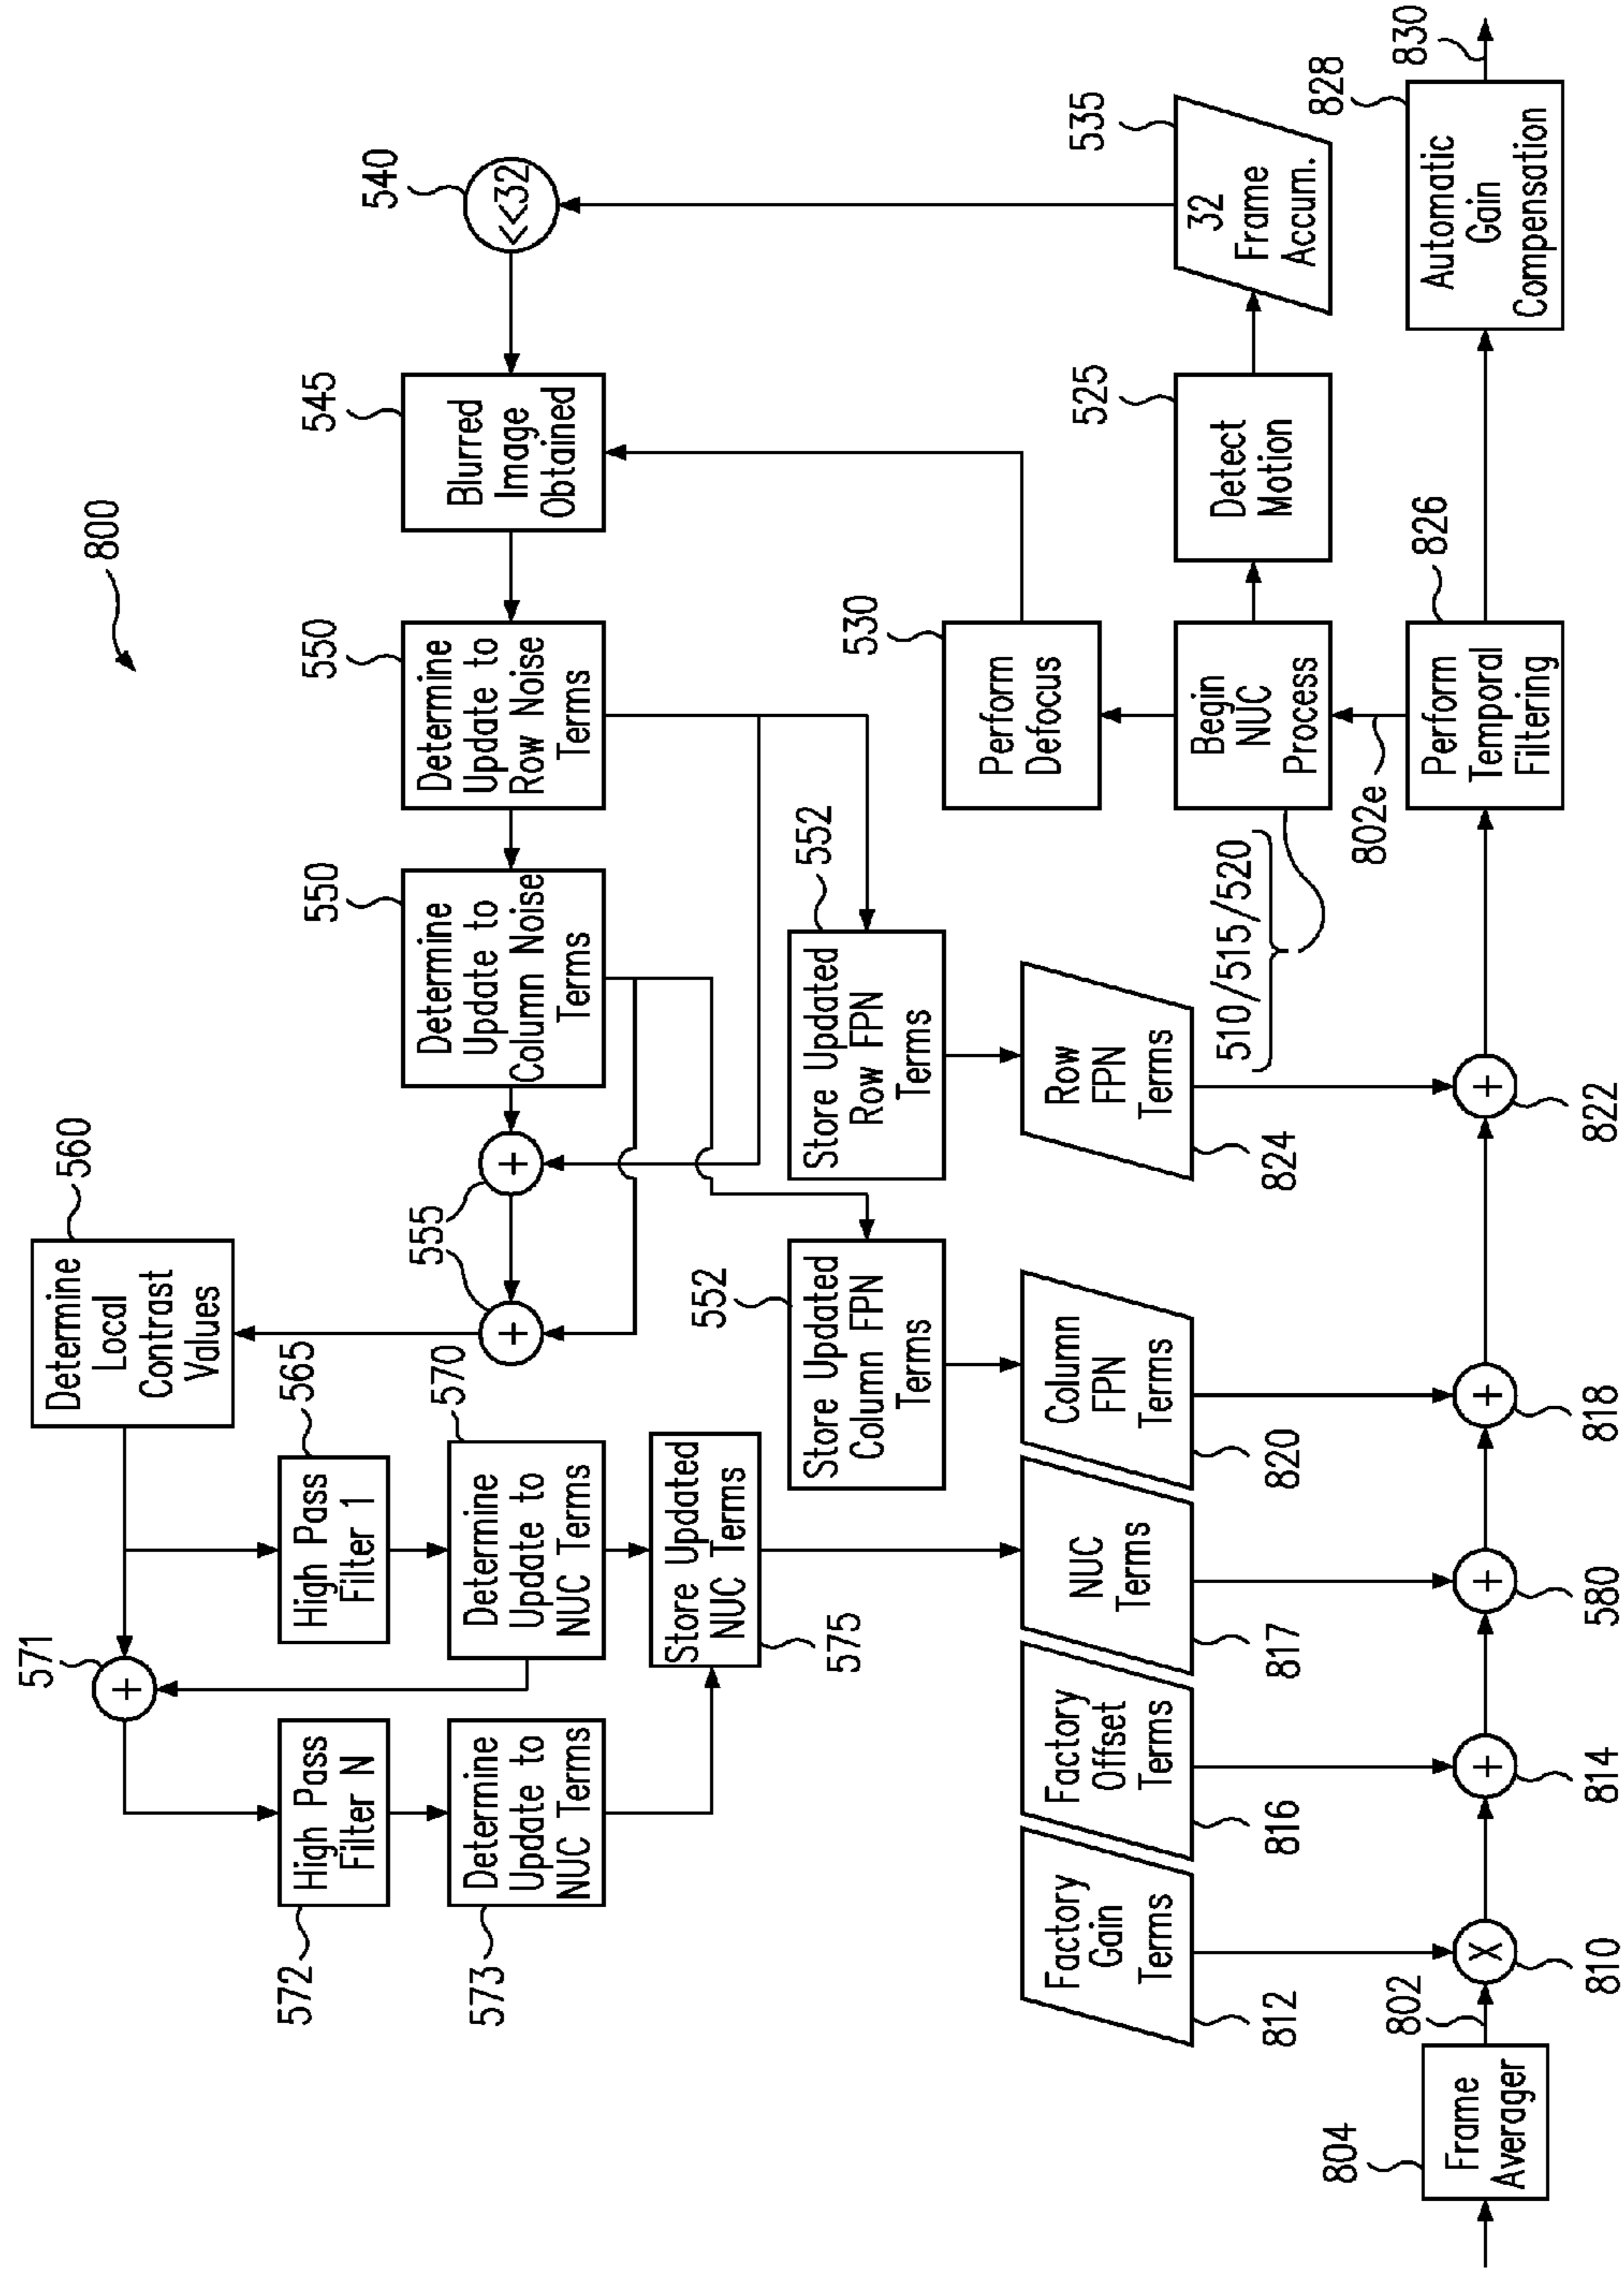 571
560
Determine
Local
Contrast
Values
800
572
High Pass
Filter N
High Pass
Filter 1
565
573
Determine
Update to
NUC Terms
Determine
Update to
NUC Terms
570
555
+
+
+
550
Determine
Update to
Column Noise
Terms
550
Determine
Update to
Row Noise
Terms
545
Blurred
Image
Obtained
540
<<32
Store Updated
NUC Terms
575
552
Store Updated
Column FPN
Terms
552
Store Updated
Row FPN
Terms
530
Perform
Defocus
812
Factory
Gain
Terms
816
Factory
Offset
Terms
817
NUC
Terms
820
Column
FPN
Terms
824
Row
FPN
Terms
510/515/520
Begin
NUC
Process
525
Detect
Motion
535
32
Frame
Accum.
804
Frame
Averager
802
X
810
+
814
+
580
+
818
+
822
802e
826
Perform
Temporal
Filtering
828
Automatic
Gain
Compensation
830